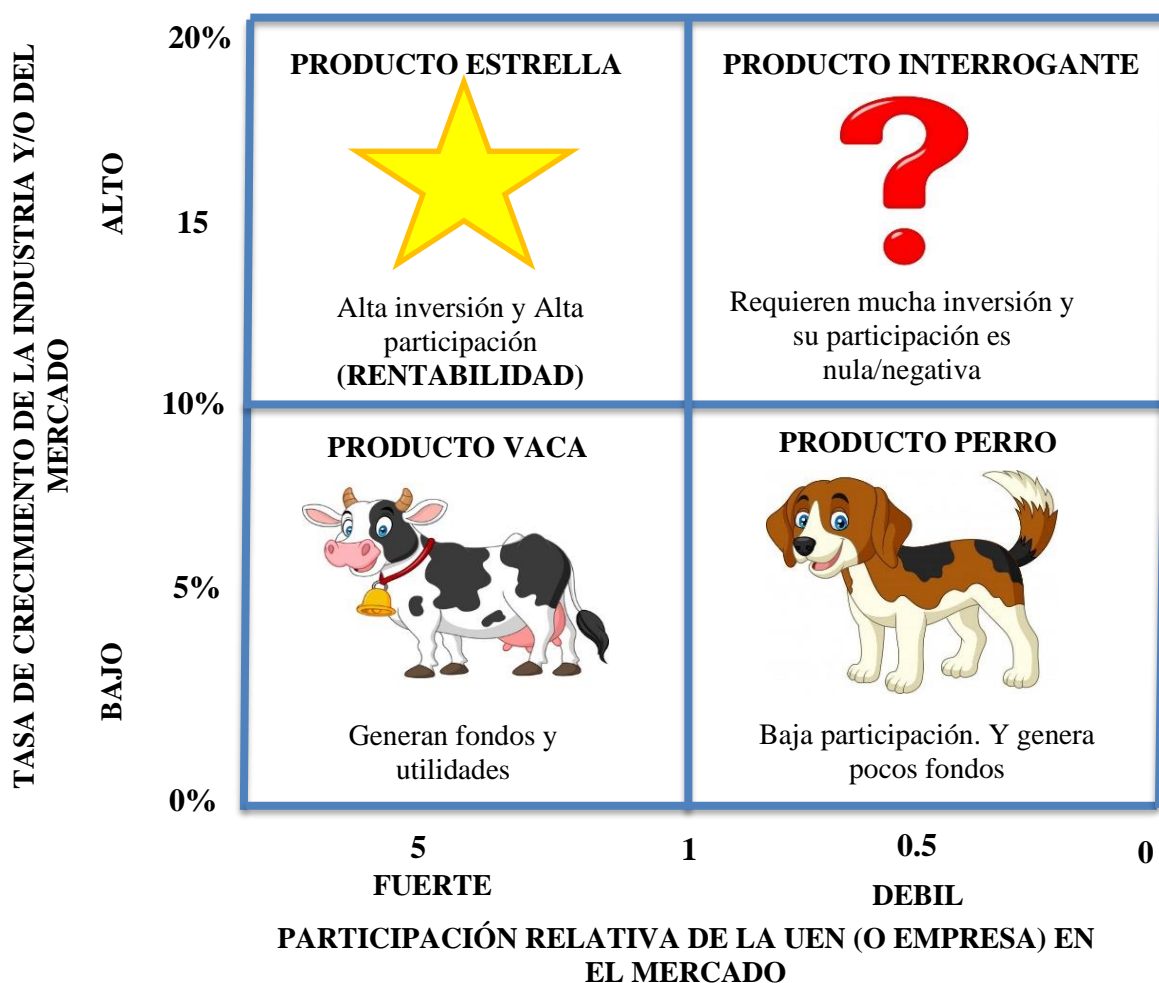 TASA DE CRECIMIENTO DE LA INDUSTRIA Y/O DEL
MERCADO
ALTO
BAJO
20%
15
10%
5%
0%
PRODUCTO ESTRELLA
Alta inversión y Alta
participación
(RENTABILIDAD)
PRODUCTO INTERROGANTE
?
Requieren mucha inversión y
su participación es
nula/negativa
PRODUCTO VACA
Generan fondos y
utilidades
PRODUCTO PERRO
Baja participación. Y genera
pocos fondos
5
1
0.5
0
FUERTE
DEBIL
PARTICIPACIÓN RELATIVA DE LA UEN (O EMPRESA) EN
EL MERCADO